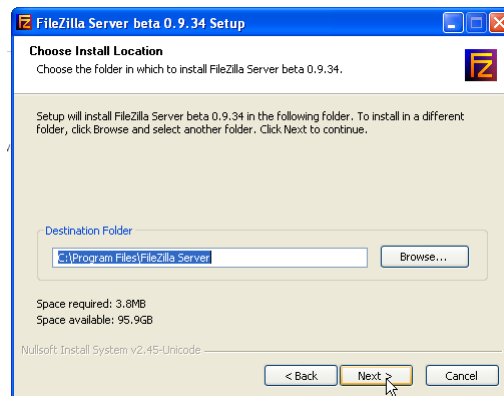 FileZilla Server beta 0.9.34 Setup
Choose Install Location
Choose the folder in which to install FileZilla Server beta 0.9.34.
Setup will install FileZilla Server beta 0.9.34 in the following folder. To install in a different
folder, click Browse and select another folder. Click Next to continue.
Destination Folder
C:\Program Files\FileZilla Server
Browse...
Space required: 3.8MB
Space available: 95.9GB
Nullsoft Install System v2.45-Unicode
< Back
Next >
Cancel